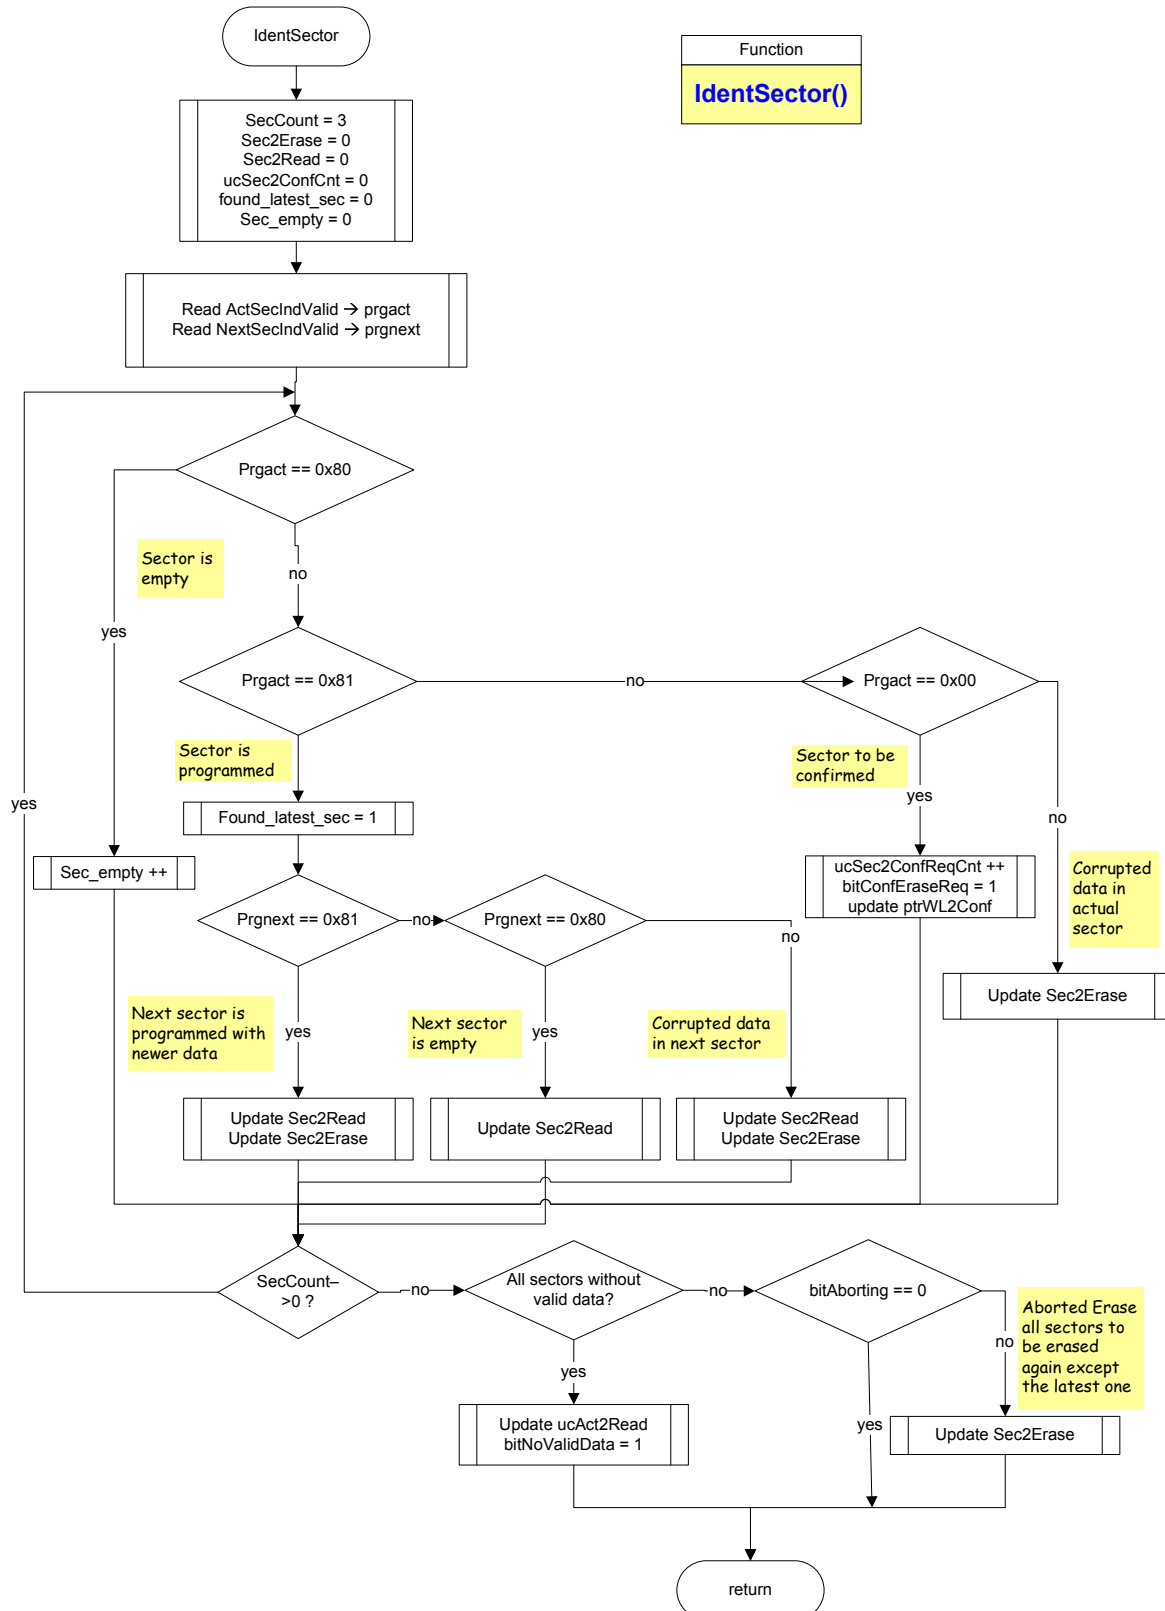 IdentSector
Function
IdentSector()
SecCount = 3
Sec2Erase = 0
Sec2Read = 0
ucSec2ConfCnt = 0
found_latest_sec = 0
Sec_empty = 0
Read ActSecIndValid → prgact
Read NextSecIndValid → prgnext
Prgact == 0x80
Sector is
empty
no
yes
Prgact == 0x81
no
Prgact == 0x00
Sector is
programmed
Sector to be
confirmed
yes
yes
no
Found_latest_sec = 1
Sec_empty ++
ucSec2ConfReqCnt ++
bitConfEraseReq = 1
update ptrWL2Conf
Corrupted
data in
actual
sector
Prgnext == 0x81
no
Prgnext == 0x80
no
Update Sec2Erase
Next sector is
programmed with
newer data
yes
Next sector
is empty
yes
Corrupted data
in next sector
Update Sec2Read
Update Sec2Erase
Update Sec2Read
Update Sec2Read
Update Sec2Erase
SecCount–
>0 ?
no
All sectors without
valid data?
no
bitAborting == 0
no
Aborted Erase
all sectors to
be erased
again except
the latest one
yes
yes
Update ucAct2Read
bitNoValidData = 1
Update Sec2Erase
return